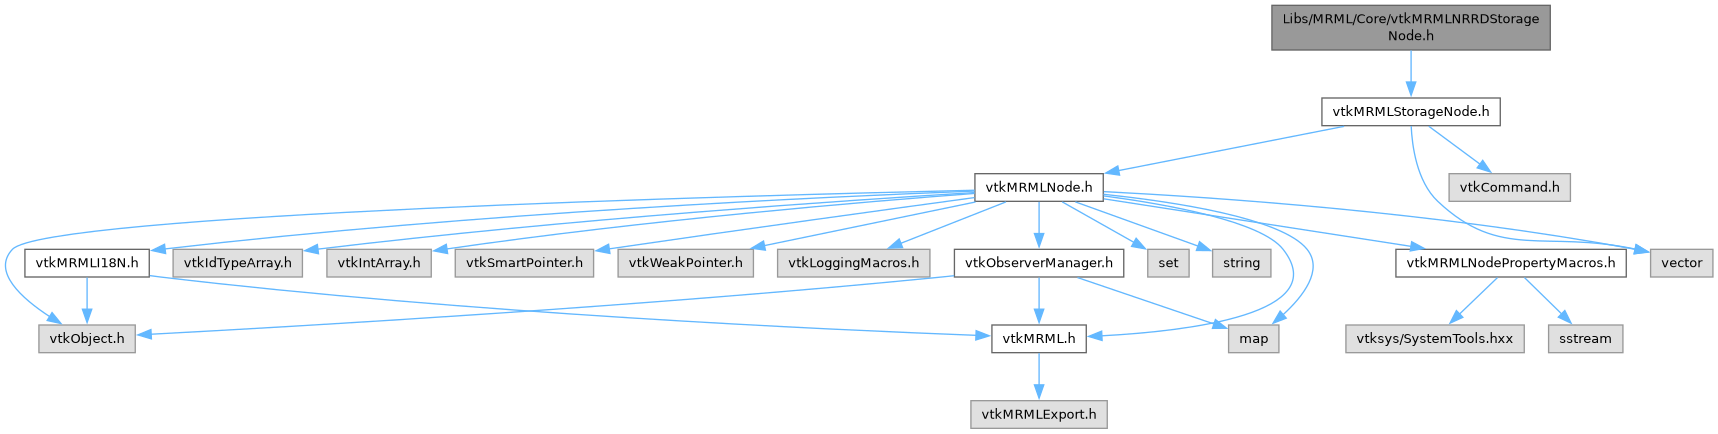 Libs/MRML/Core/vtkMRMLNRRDStorage
Node.h
vtkMRMLStorageNode.h
vtkMRMLNode.h
vtkCommand.h
vtkMRMLI18N.h
vtkIdTypeArray.h
vtkIntArray.h
vtkSmartPointer.h
vtkWeakPointer.h
vtkLoggingMacros.h
vtkObserverManager.h
set
string
vtkMRMLNodePropertyMacros.h
vector
vtkObject.h
vtkMRML.h
map
vtksys/SystemTools.hxx
sstream
vtkMRMLExport.h